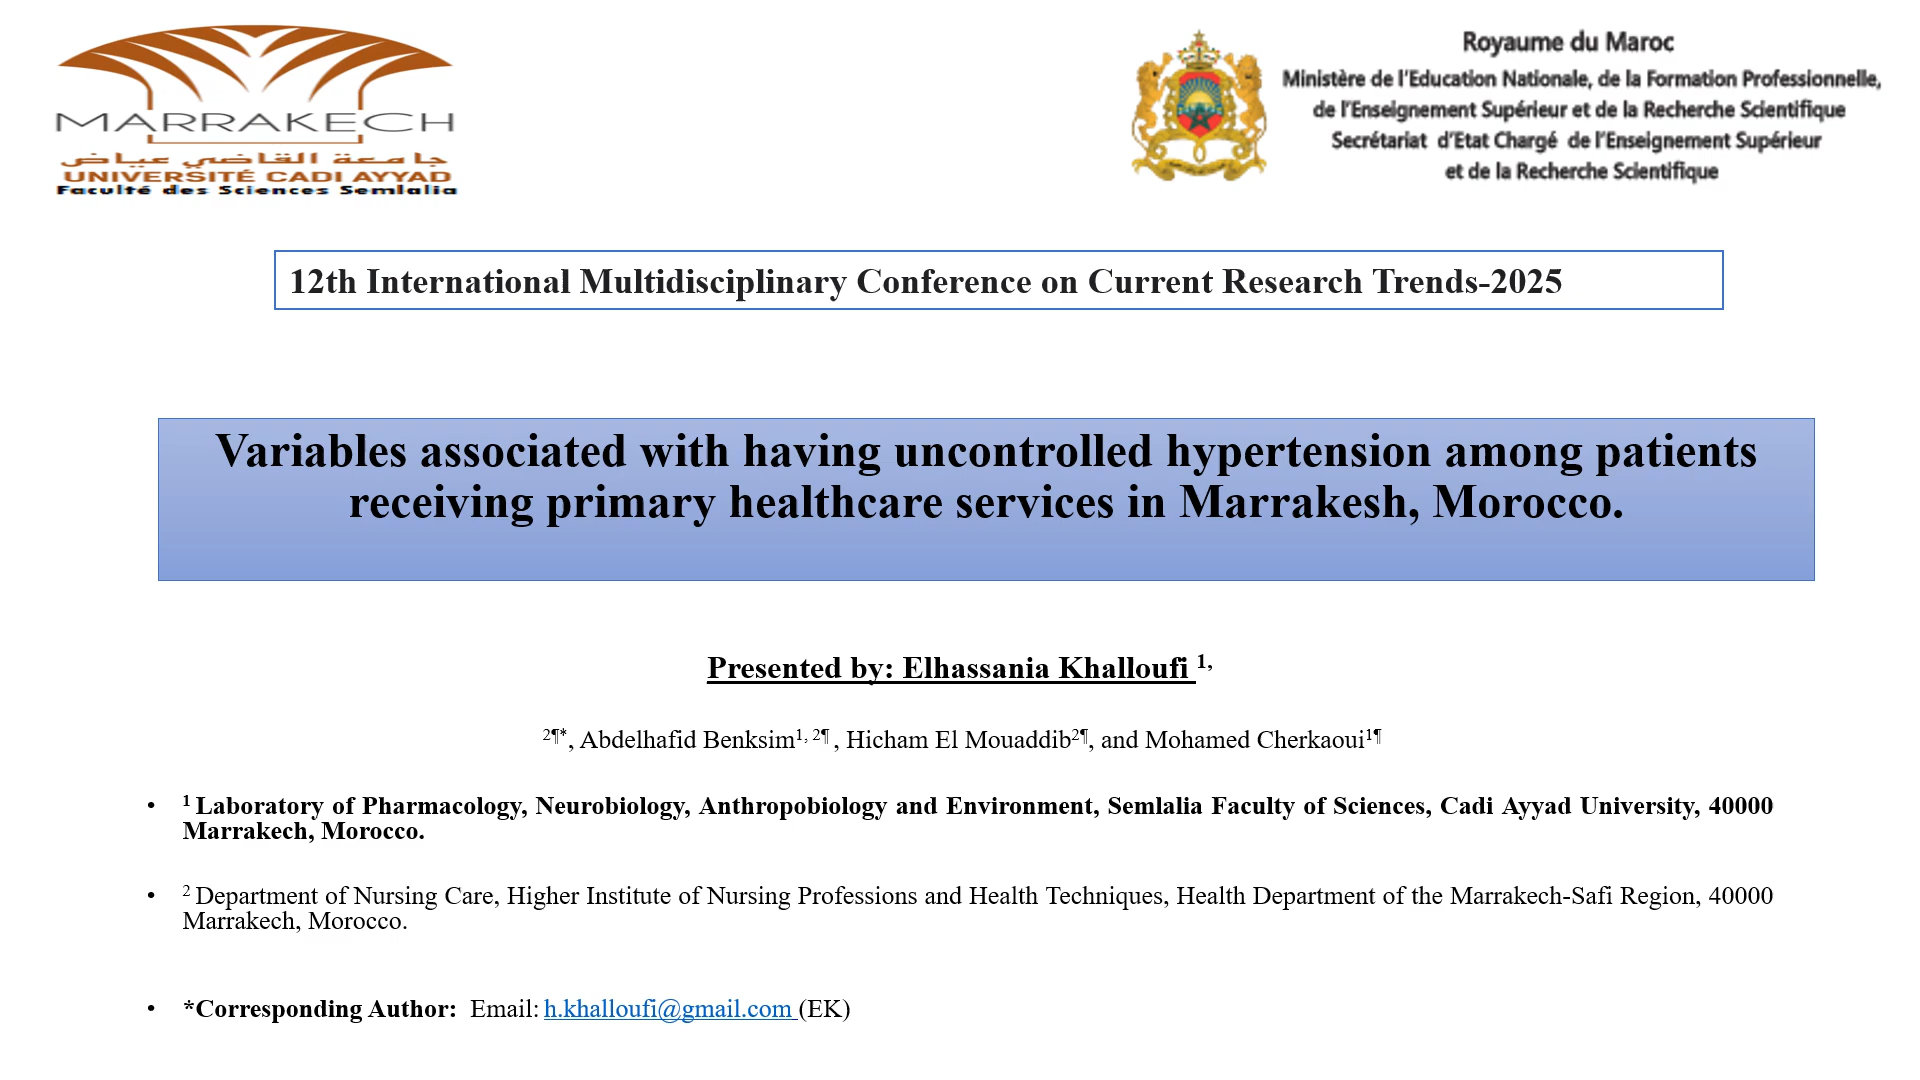 MARRAKECH
جامعة القاضي عياض
UNIVERSITÉ CADI AYYAD
Faculté des Sciences Semlalia
Royaume du Maroc
Ministère de l'Education Nationale, de la Formation Professionnelle,
de l'Enseignement Supérieur et de la Recherche Scientifique
Secrétariat d'Etat Chargé de l'Enseignement Supérieur
et de la Recherche Scientifique
12th International Multidisciplinary Conference on Current Research Trends-2025
Variables associated with having uncontrolled hypertension among patients
receiving primary healthcare services in Marrakesh, Morocco.
Presented by: Elhassania Khalloufi 1,
2¶*, Abdelhafid Benksim1, 2¶ , Hicham El Mouaddib2¶, and Mohamed Cherkaoui1¶
• 1 Laboratory of Pharmacology, Neurobiology, Anthropobiology and Environment, Semlalia Faculty of Sciences, Cadi Ayyad University, 40000
Marrakech, Morocco.
• 2 Department of Nursing Care, Higher Institute of Nursing Professions and Health Techniques, Health Department of the Marrakech-Safi Region, 40000
Marrakech, Morocco.
• *Corresponding Author: Email: h.khalloufi@gmail.com (EK)